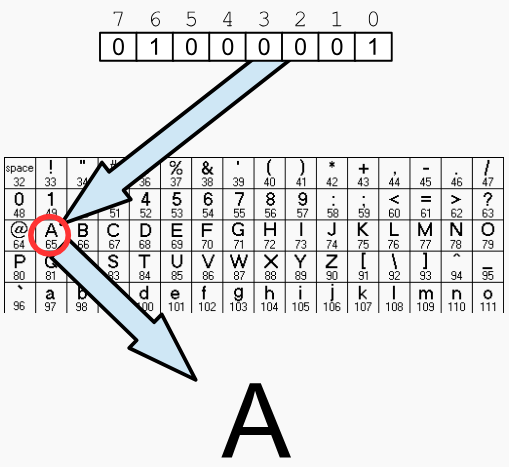 7 6 5 4 3 2 1 0
0 1 0 0 0 0 0 1
space ! " # % & ' ( ) * + , - . /
32 33 34 36 37 38 39 40 41 42 43 44 45 46 47
0 1 4 5 6 7 8 9 : ; < = > ?
48 49 51 52 53 54 55 56 57 58 59 60 61 62 63
@ A B C D E F G H I J K L M N O
64 65 66 67 68 69 70 71 72 73 74 75 76 77 78 79
P Q S T U V W X Y Z [ \ ] ^ _
80 81 83 84 85 86 87 88 89 90 91 92 93 94 95
` a b d e f g h i j k l m n o
96 97 98 100 101 102 103 104 105 106 107 108 109 110 111
A